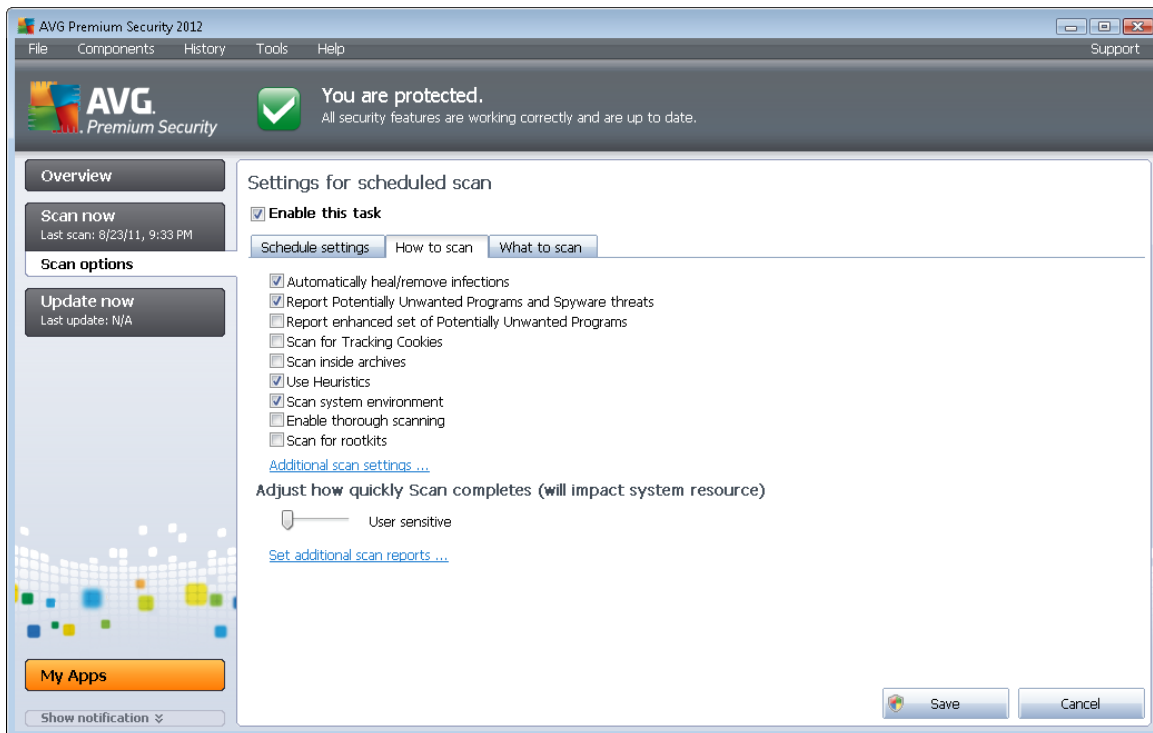 AVG Premium Security 2012
File Components History Tools Help Support
AVG.
Premium Security
You are protected.
All security features are working correctly and are up to date.
Overview
Scan now
Last scan: 8/23/11, 9:33 PM
Scan options
Update now
Last update: N/A
My Apps
Show notification
Settings for scheduled scan
Enable this task
Schedule settings How to scan What to scan
Automatically heal/remove infections
Report Potentially Unwanted Programs and Spyware threats
Report enhanced set of Potentially Unwanted Programs
Scan for Tracking Cookies
Scan inside archives
Use Heuristics
Scan system environment
Enable thorough scanning
Scan for rootkits
Additional scan settings ...
Adjust how quickly Scan completes (will impact system resource)
User sensitive
Set additional scan reports ...
Save Cancel